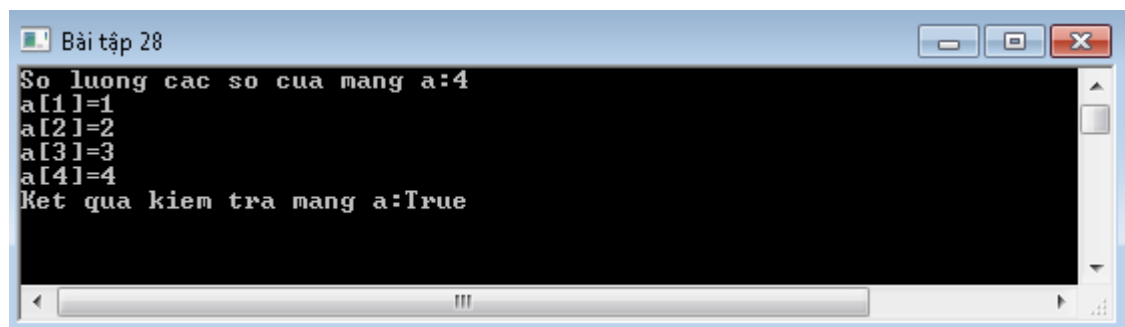 Bài tập 28
So luong cac so cua mang a:4
a[1]=1
a[2]=2
a[3]=3
a[4]=4
Ket qua kiem tra mang a:True